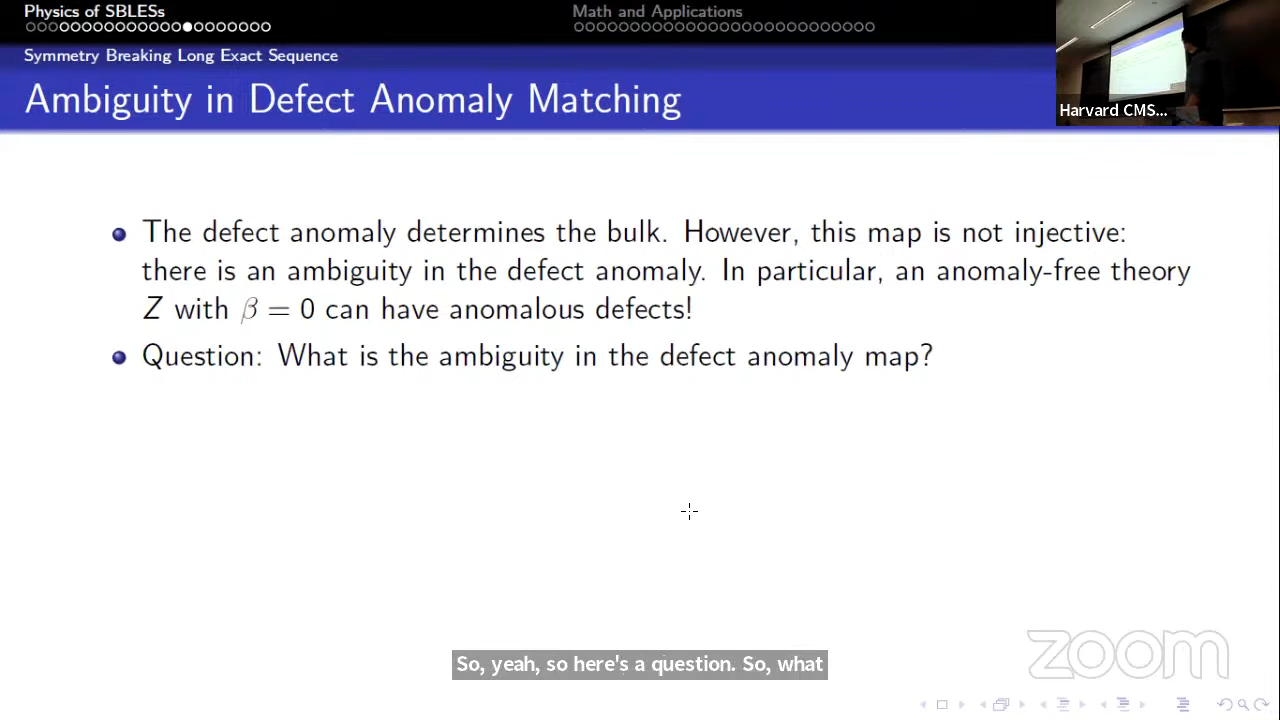 Physics of SBLESs
Math and Applications
Symmetry Breaking Long Exact Sequence
Ambiguity in Defect Anomaly Matching
Harvard CMS...
The defect anomaly determines the bulk. However, this map is not injective:
there is an ambiguity in the defect anomaly. In particular, an anomaly-free theory
Z with β = 0 can have anomalous defects!
Question: What is the ambiguity in the defect anomaly map?
So, yeah, so here's a question. So, what
zoom